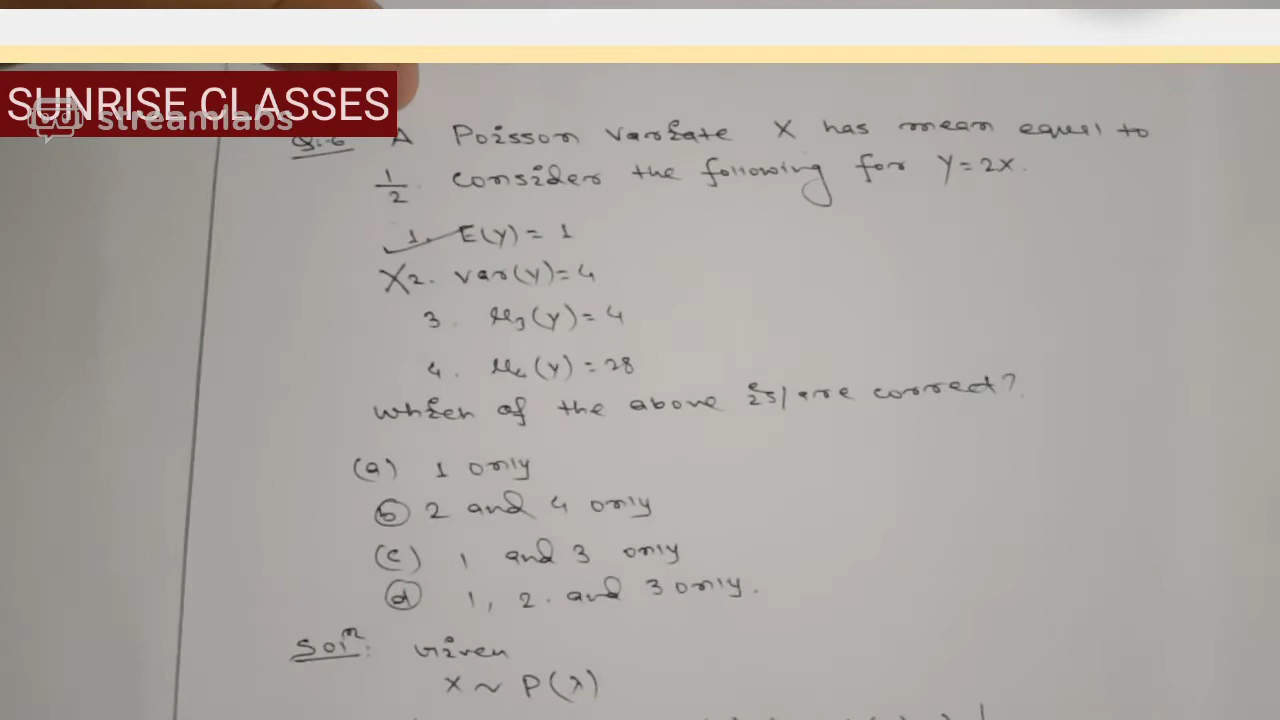 SUNRISE CLASSES
streamlabs
Q.6 A Poisson variate X has mean equal to
1/2. consider the following for Y=2X.
1. E(Y) = 1
X 2. var(Y)=4
3. μ₃(Y)=4
4. μ₄(Y)=28
which of the above is/are correct?
(a) 1 only
(b) 2 and 4 only
(c) 1 and 3 only
(d) 1, 2. and 3 only.
Solⁿ: Given
X ~ P(λ)